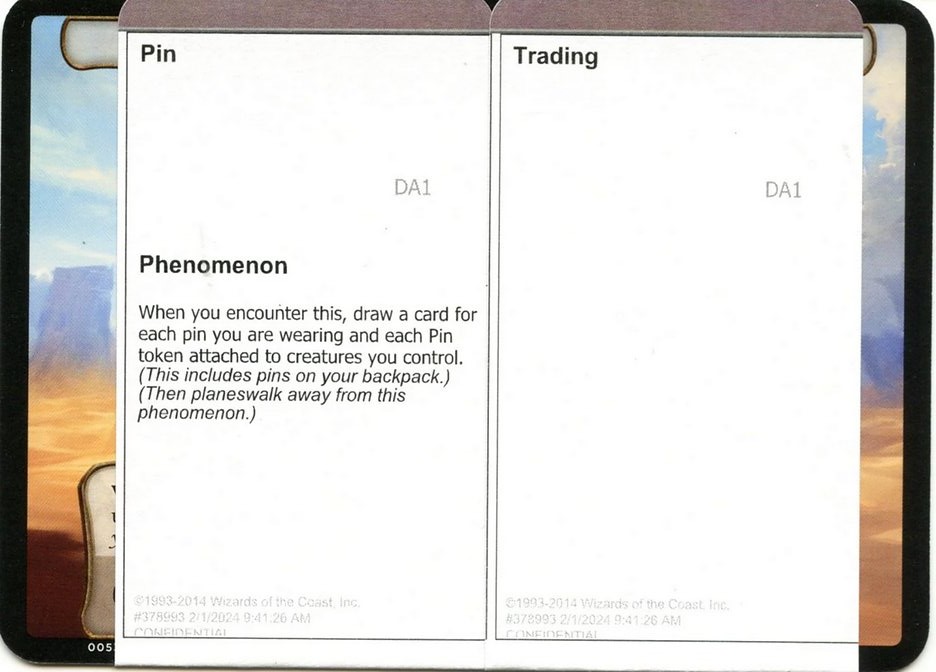 Pin
Trading
DA1
DA1
Phenomenon
When you encounter this, draw a card for
each pin you are wearing and each Pin
token attached to creatures you control.
(This includes pins on your backpack.)
(Then planeswalk away from this
phenomenon.)
©1993-2014 Wizards of the Coast, Inc.
#378993 2/1/2024 9:41:26 AM
CONFIDENTIAL
©1993-2014 Wizards of the Coast, Inc.
#378993 2/1/2024 9:41:26 AM
CONFIDENTIAL
005